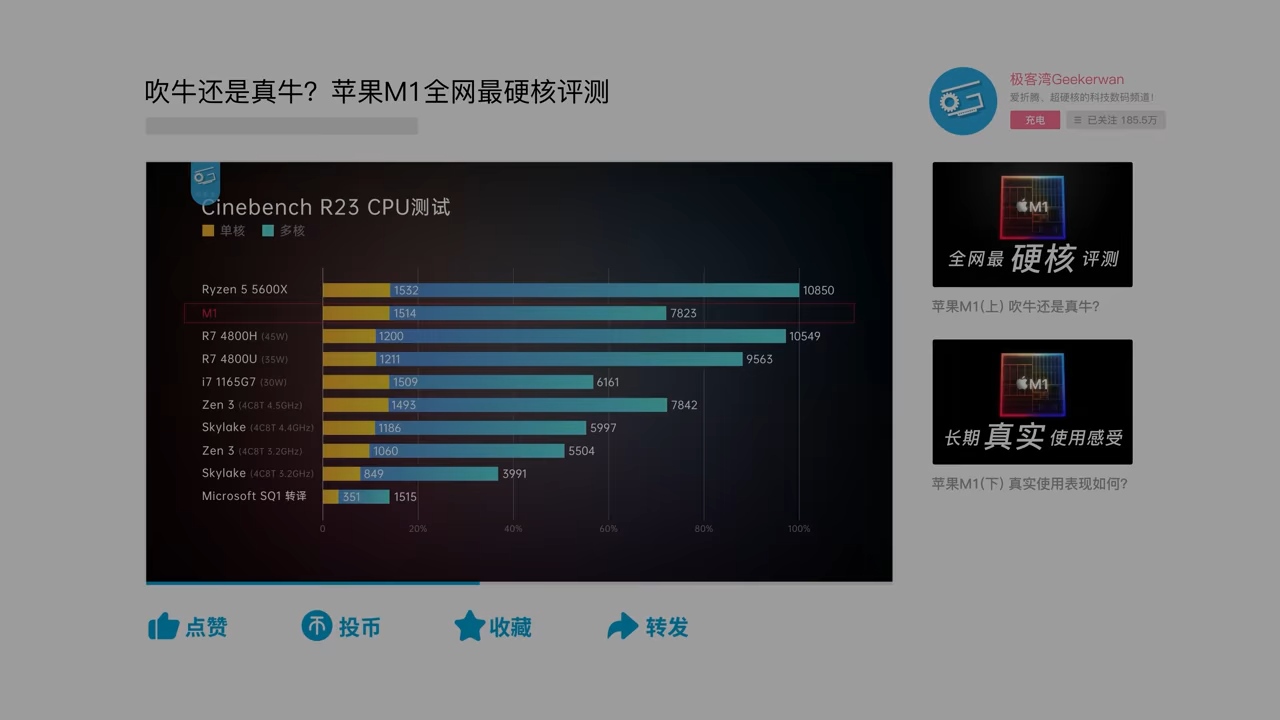 吹牛还是真牛？苹果M1全网最硬核评测
极客湾Geekerwan
爱折腾、超硬核的科技数码频道！
充电
已关注 185.5万
Cinebench R23 CPU测试
单核 多核
Ryzen 5 5600X 1532 10850
M1 1514 7823
R7 4800H (45W) 1200 10549
R7 4800U (35W) 1211 9563
i7 1165G7 (30W) 1509 6161
Zen 3 (4C8T 4.5GHz) 1493 7842
Skylake (4C8T 4.4GHz) 1186 5997
Zen 3 (4C8T 3.2GHz) 1060 5504
Skylake (4C8T 3.2GHz) 849 3991
Microsoft SQ1 转译 351 1515
0 20% 40% 60% 80% 100%
M1
全网最 硬核 评测
苹果M1(上) 吹牛还是真牛?
M1
长期 真实 使用感受
苹果M1(下) 真实使用表现如何?
点赞 投币 收藏 转发